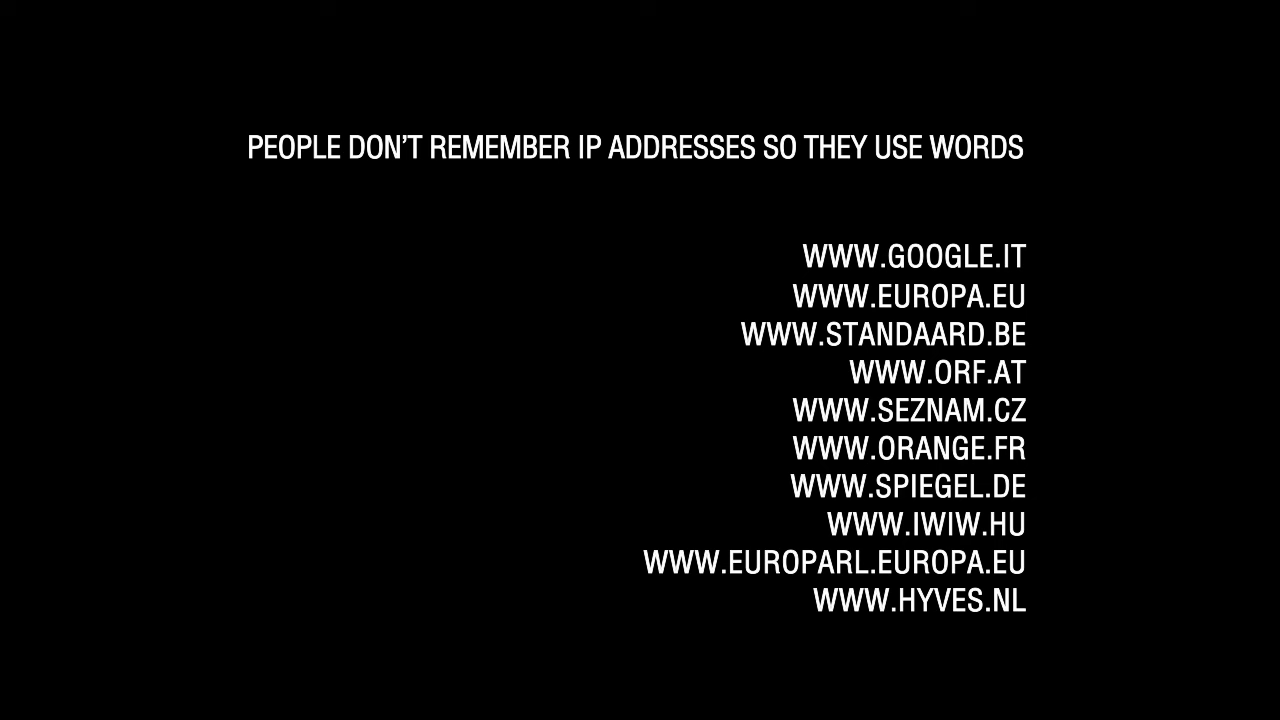 PEOPLE DON'T REMEMBER IP ADDRESSES SO THEY USE WORDS
WWW.GOOGLE.IT
WWW.EUROPA.EU
WWW.STANDAARD.BE
WWW.ORF.AT
WWW.SEZNAM.CZ
WWW.ORANGE.FR
WWW.SPIEGEL.DE
WWW.IWIW.HU
WWW.EUROPARL.EUROPA.EU
WWW.HYVES.NL